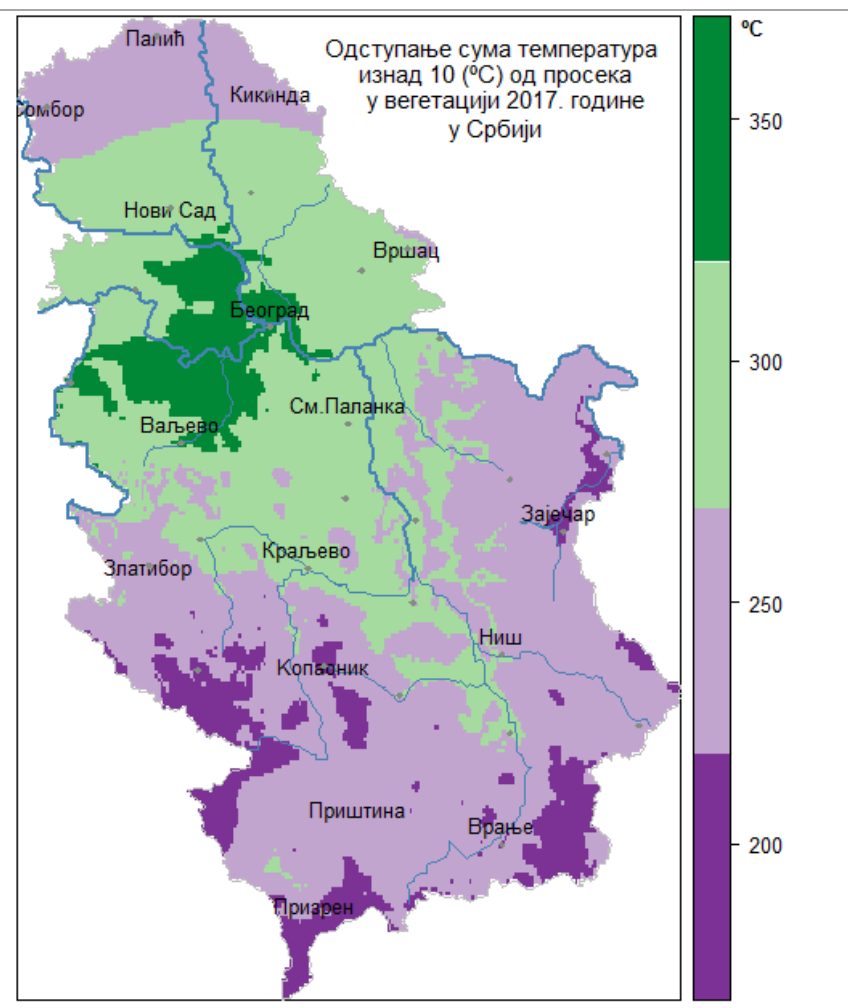 Одступање сума температура
изнад 10 (ºC) од просека
у вегетацији 2017. године
у Србији
Палић
Кикинда
Сомбор
Нови Сад
Вршац
Београд
См.Паланка
Ваљево
Зајечар
Краљево
Златибор
Ниш
Копаоник
Приштина
Врање
Призрен
ºC
350
300
250
200